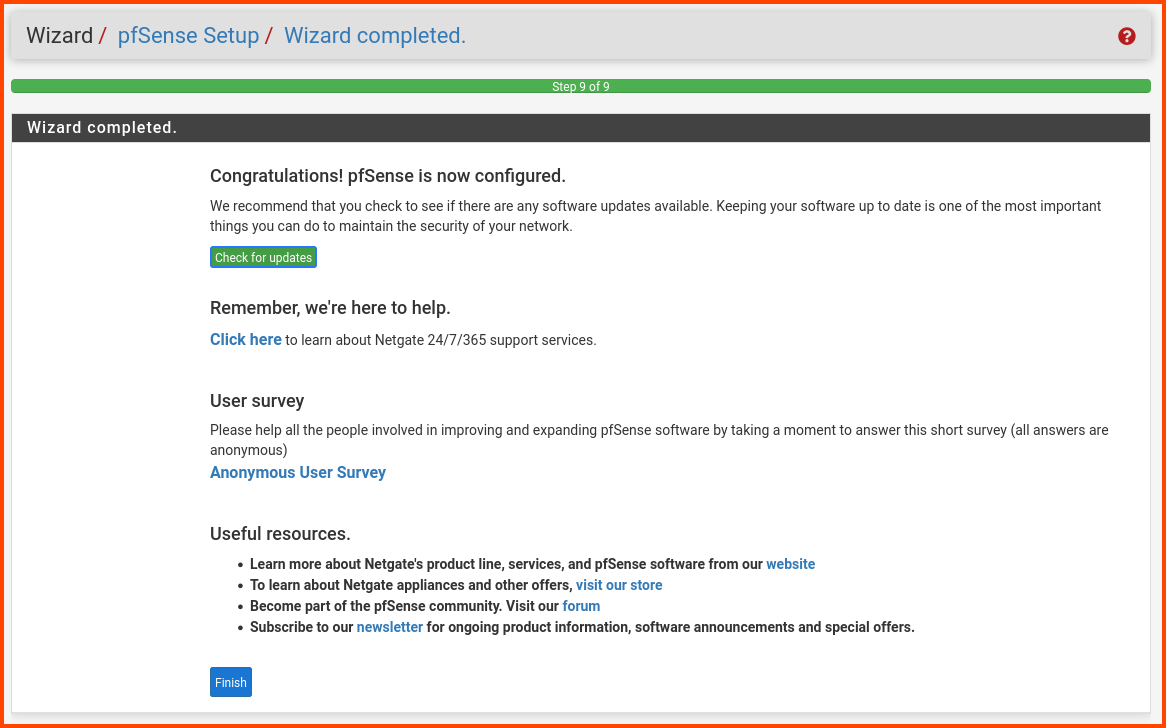 Wizard / pfSense Setup / Wizard completed.
Step 9 of 9
Wizard completed.
Congratulations! pfSense is now configured.
We recommend that you check to see if there are any software updates available. Keeping your software up to date is one of the most important
things you can do to maintain the security of your network.
Check for updates
Remember, we're here to help.
Click here to learn about Netgate 24/7/365 support services.
User survey
Please help all the people involved in improving and expanding pfSense software by taking a moment to answer this short survey (all answers are
anonymous)
Anonymous User Survey
Useful resources.
• Learn more about Netgate's product line, services, and pfSense software from our website
• To learn about Netgate appliances and other offers, visit our store
• Become part of the pfSense community. Visit our forum
• Subscribe to our newsletter for ongoing product information, software announcements and special offers.
Finish